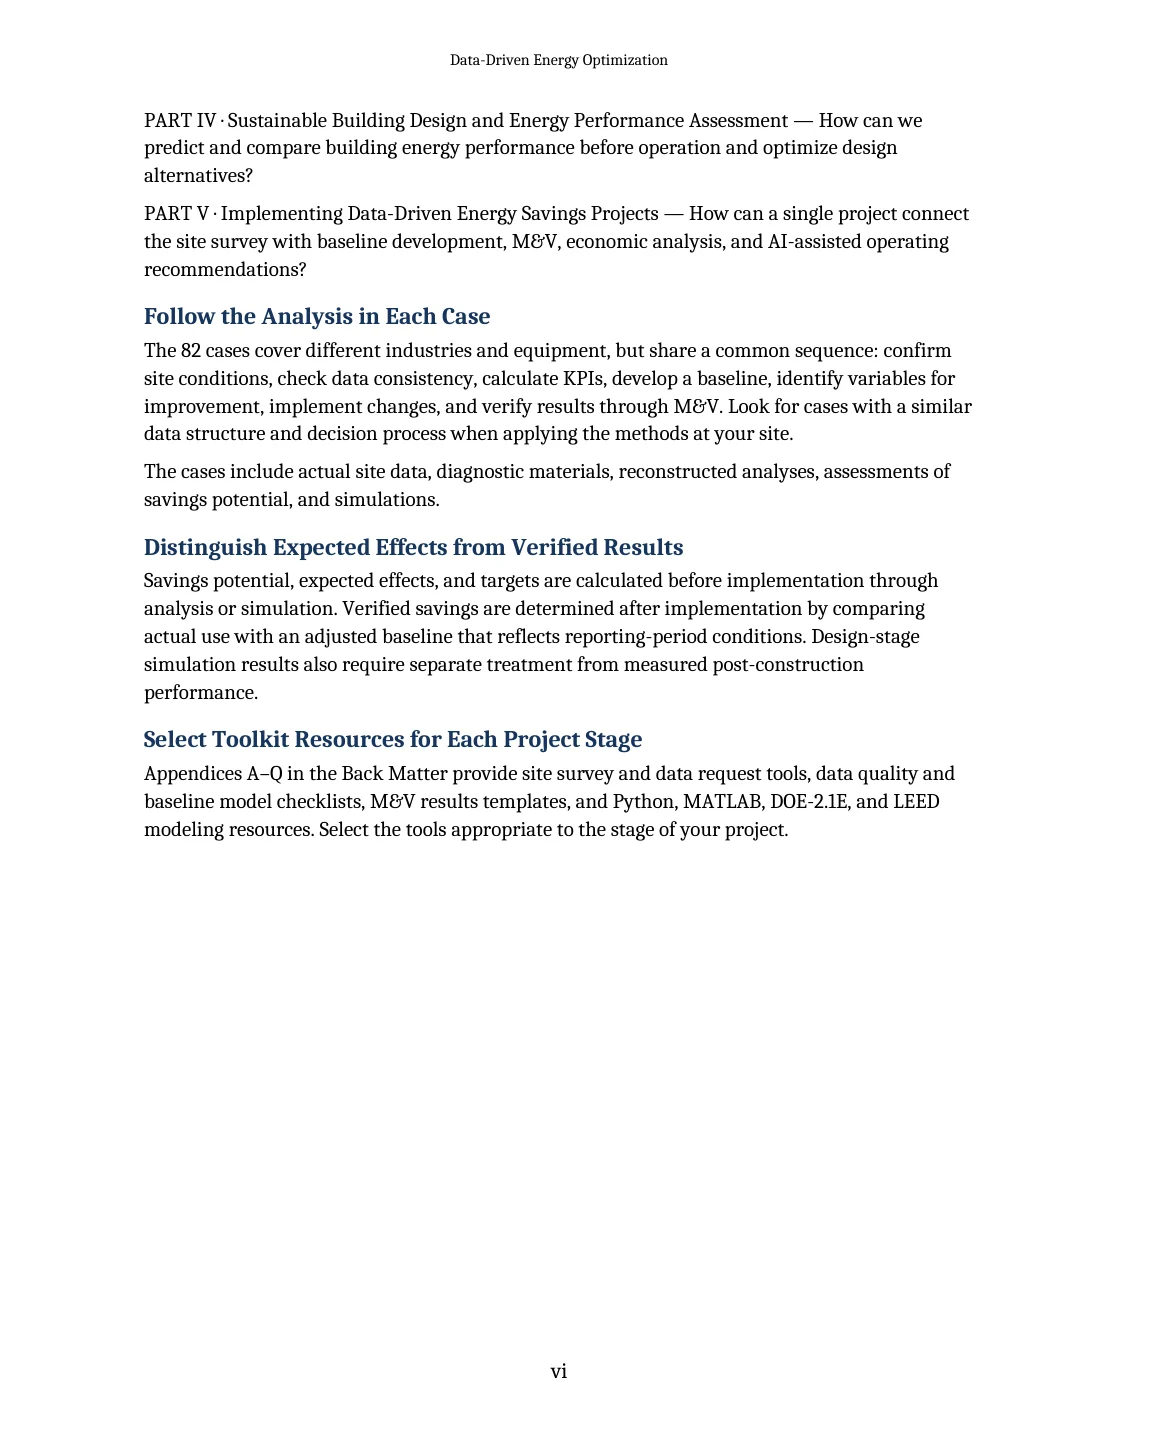 Data-Driven Energy Optimization
PART IV · Sustainable Building Design and Energy Performance Assessment — How can we
predict and compare building energy performance before operation and optimize design
alternatives?
PART V · Implementing Data-Driven Energy Savings Projects — How can a single project connect
the site survey with baseline development, M&V, economic analysis, and AI-assisted operating
recommendations?
Follow the Analysis in Each Case
The 82 cases cover different industries and equipment, but share a common sequence: confirm
site conditions, check data consistency, calculate KPIs, develop a baseline, identify variables for
improvement, implement changes, and verify results through M&V. Look for cases with a similar
data structure and decision process when applying the methods at your site.
The cases include actual site data, diagnostic materials, reconstructed analyses, assessments of
savings potential, and simulations.
Distinguish Expected Effects from Verified Results
Savings potential, expected effects, and targets are calculated before implementation through
analysis or simulation. Verified savings are determined after implementation by comparing
actual use with an adjusted baseline that reflects reporting-period conditions. Design-stage
simulation results also require separate treatment from measured post-construction
performance.
Select Toolkit Resources for Each Project Stage
Appendices A–Q in the Back Matter provide site survey and data request tools, data quality and
baseline model checklists, M&V results templates, and Python, MATLAB, DOE-2.1E, and LEED
modeling resources. Select the tools appropriate to the stage of your project.
vi